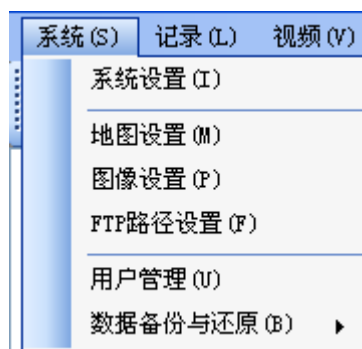 系统(S) 记录(L) 视频(V)
系统设置(I)
地图设置(M)
图像设置(P)
FTP路径设置(F)
用户管理(U)
数据备份与还原(B)